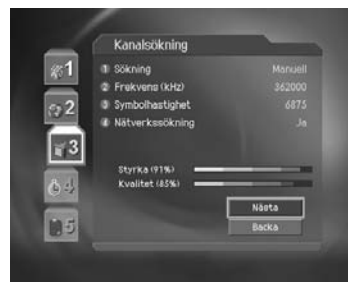 Kanalsökning
1 Sökning Manuell
2 Frekvens (kHz) 362000
3 Symbolhastighet 6875
4 Nätverkssökning Ja
Styrka (91%)
Kvalitet (85%)
Nästa
Backa
1
2
3
4
5